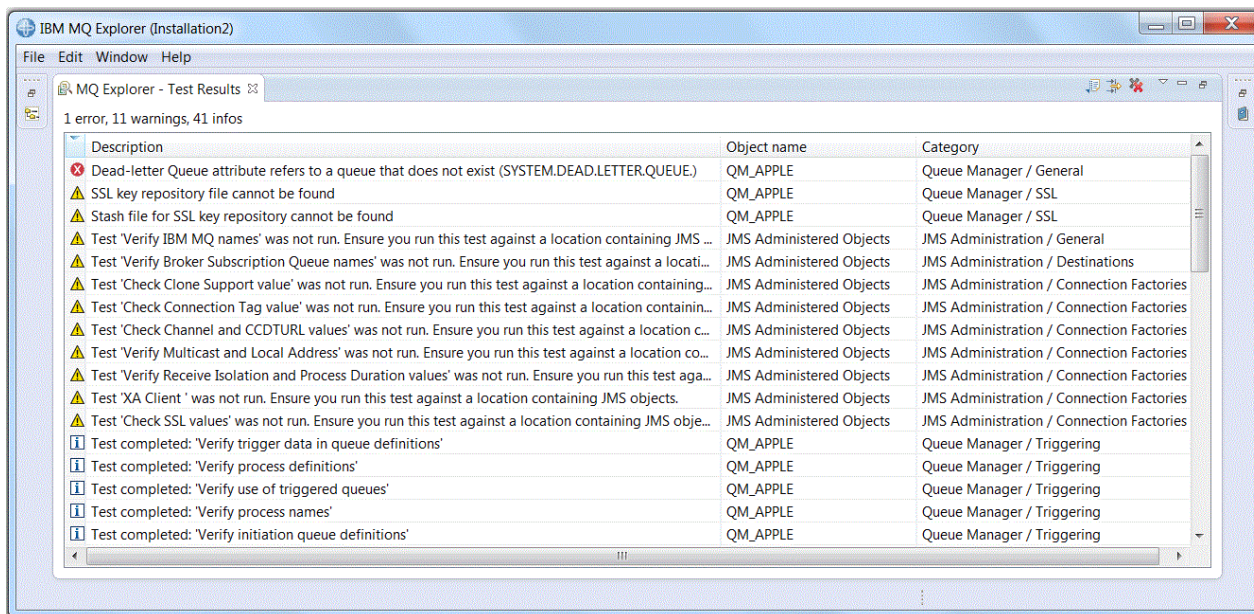 IBM MQ Explorer (Installation2)
File Edit Window Help
MQ Explorer - Test Results
1 error, 11 warnings, 41 infos
Description Object name Category
Dead-letter Queue attribute refers to a queue that does not exist (SYSTEM.DEAD.LETTER.QUEUE.) QM_APPLE Queue Manager / General
SSL key repository file cannot be found QM_APPLE Queue Manager / SSL
Stash file for SSL key repository cannot be found QM_APPLE Queue Manager / SSL
Test 'Verify IBM MQ names' was not run. Ensure you run this test against a location containing JMS ... JMS Administered Objects JMS Administration / General
Test 'Verify Broker Subscription Queue names' was not run. Ensure you run this test against a locati... JMS Administered Objects JMS Administration / Destinations
Test 'Check Clone Support value' was not run. Ensure you run this test against a location containing... JMS Administered Objects JMS Administration / Connection Factories
Test 'Check Connection Tag value' was not run. Ensure you run this test against a location containin... JMS Administered Objects JMS Administration / Connection Factories
Test 'Check Channel and CCDTURL values' was not run. Ensure you run this test against a location c... JMS Administered Objects JMS Administration / Connection Factories
Test 'Verify Multicast and Local Address' was not run. Ensure you run this test against a location co... JMS Administered Objects JMS Administration / Connection Factories
Test 'Verify Receive Isolation and Process Duration values' was not run. Ensure you run this test aga... JMS Administered Objects JMS Administration / Connection Factories
Test 'XA Client ' was not run. Ensure you run this test against a location containing JMS objects. JMS Administered Objects JMS Administration / Connection Factories
Test 'Check SSL values' was not run. Ensure you run this test against a location containing JMS obje... JMS Administered Objects JMS Administration / Connection Factories
Test completed: 'Verify trigger data in queue definitions' QM_APPLE Queue Manager / Triggering
Test completed: 'Verify process definitions' QM_APPLE Queue Manager / Triggering
Test completed: 'Verify use of triggered queues' QM_APPLE Queue Manager / Triggering
Test completed: 'Verify process names' QM_APPLE Queue Manager / Triggering
Test completed: 'Verify initiation queue definitions' QM_APPLE Queue Manager / Triggering